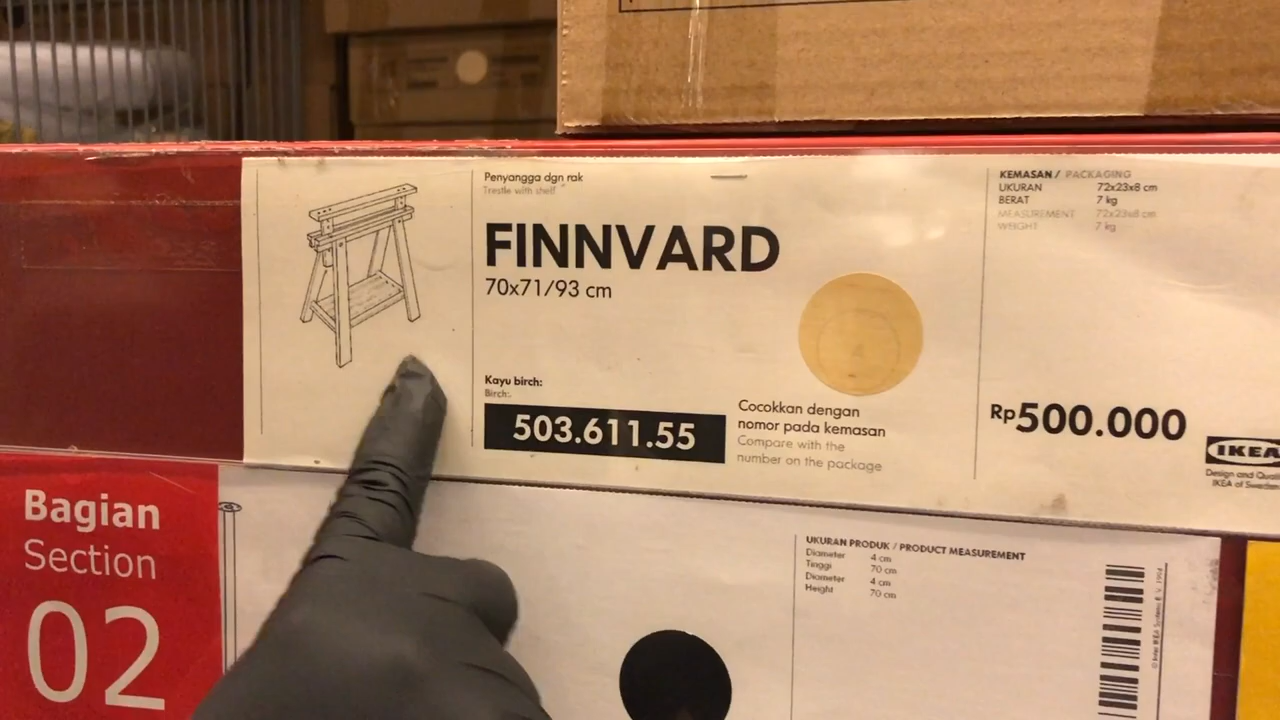 Penyangga dgn rak
Trestle with shelf
FINNVARD
70x71/93 cm
Kayu birch:
Birch:
503.611.55
Cocokkan dengan
nomor pada kemasan
Compare with the
number on the package
KEMASAN / PACKAGING
UKURAN 72x23x8 cm
BERAT 7 kg
MEASUREMENT 72x23x8 cm
WEIGHT 7 kg
Rp500.000
IKEA
Design and Quali
IKEA of Sweden
Bagian
Section
02
UKURAN PRODUK / PRODUCT MEASUREMENT
Diameter 4 cm
Tinggi 70 cm
Diameter 4 cm
Height 70 cm